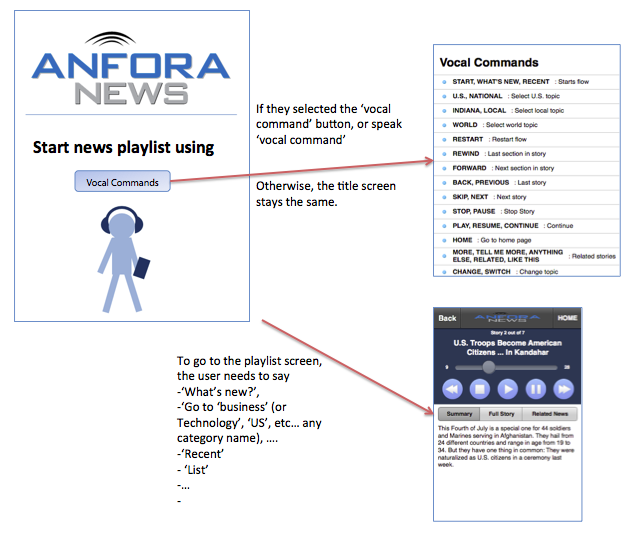 ANFORA
NEWS
Start news playlist using
Vocal Commands
If they selected the ‘vocal
command’ button, or speak
‘vocal command’
Otherwise, the title screen
stays the same.
Vocal Commands
START, WHAT'S NEW, RECENT : Starts flow
U.S., NATIONAL : Select U.S. topic
INDIANA, LOCAL : Select local topic
WORLD : Select world topic
RESTART : Restart flow
REWIND : Last section in story
FORWARD : Next section in story
BACK, PREVIOUS : Last story
SKIP, NEXT : Next story
STOP, PAUSE : Stop Story
PLAY, RESUME, CONTINUE : Continue
HOME : Go to home page
MORE, TELL ME MORE, ANYTHING
ELSE, RELATED, LIKE THIS : Related stories
CHANGE, SWITCH : Change topic
To go to the playlist screen,
the user needs to say
-‘What’s new?’,
-‘Go to ‘business’ (or
Technology’, ‘US’, etc… any
category name), ….
-‘Recent’
- ‘List’
-…
-
Back
ANFORA
NEWS
HOME
Story 2 out of 7
U.S. Troops Become American
Citizens ... In Kandahar
Summary
Full Story
Related News
This Fourth of July is a special one for 44 soldiers
and Marines serving in Afghanistan. They hail from
24 different countries and range in age from 19 to
34. But they have one thing in common: They were
naturalized as U.S. citizens in a ceremony last
week.